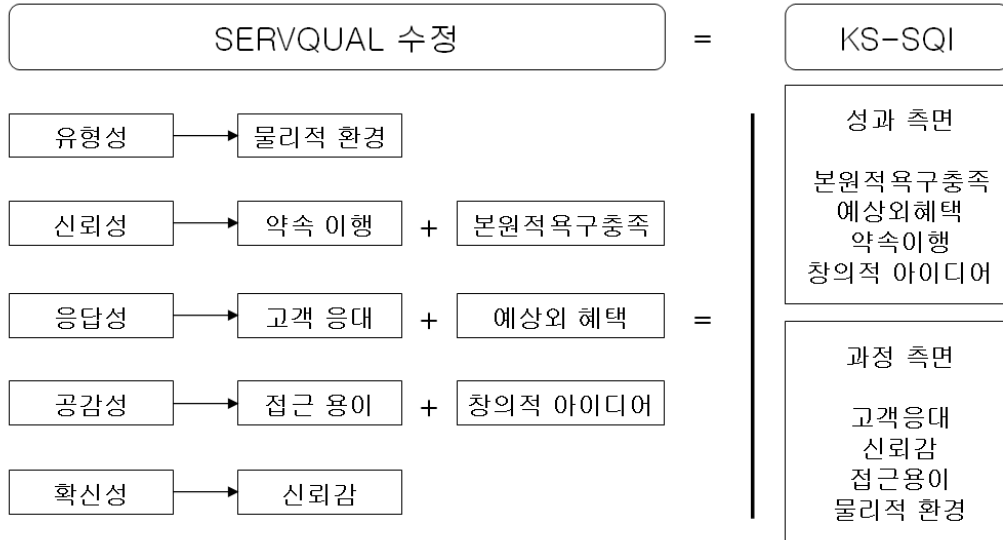 SERVQUAL 수정 = KS-SQI
유형성 물리적 환경
신뢰성 약속 이행 + 본원적욕구충족
응답성 고객 응대 + 예상외 혜택 =
공감성 접근 용이 + 창의적 아이디어
확신성 신뢰감
성과 측면
본원적욕구충족
예상외혜택
약속이행
창의적 아이디어
과정 측면
고객응대
신뢰감
접근용이
물리적 환경